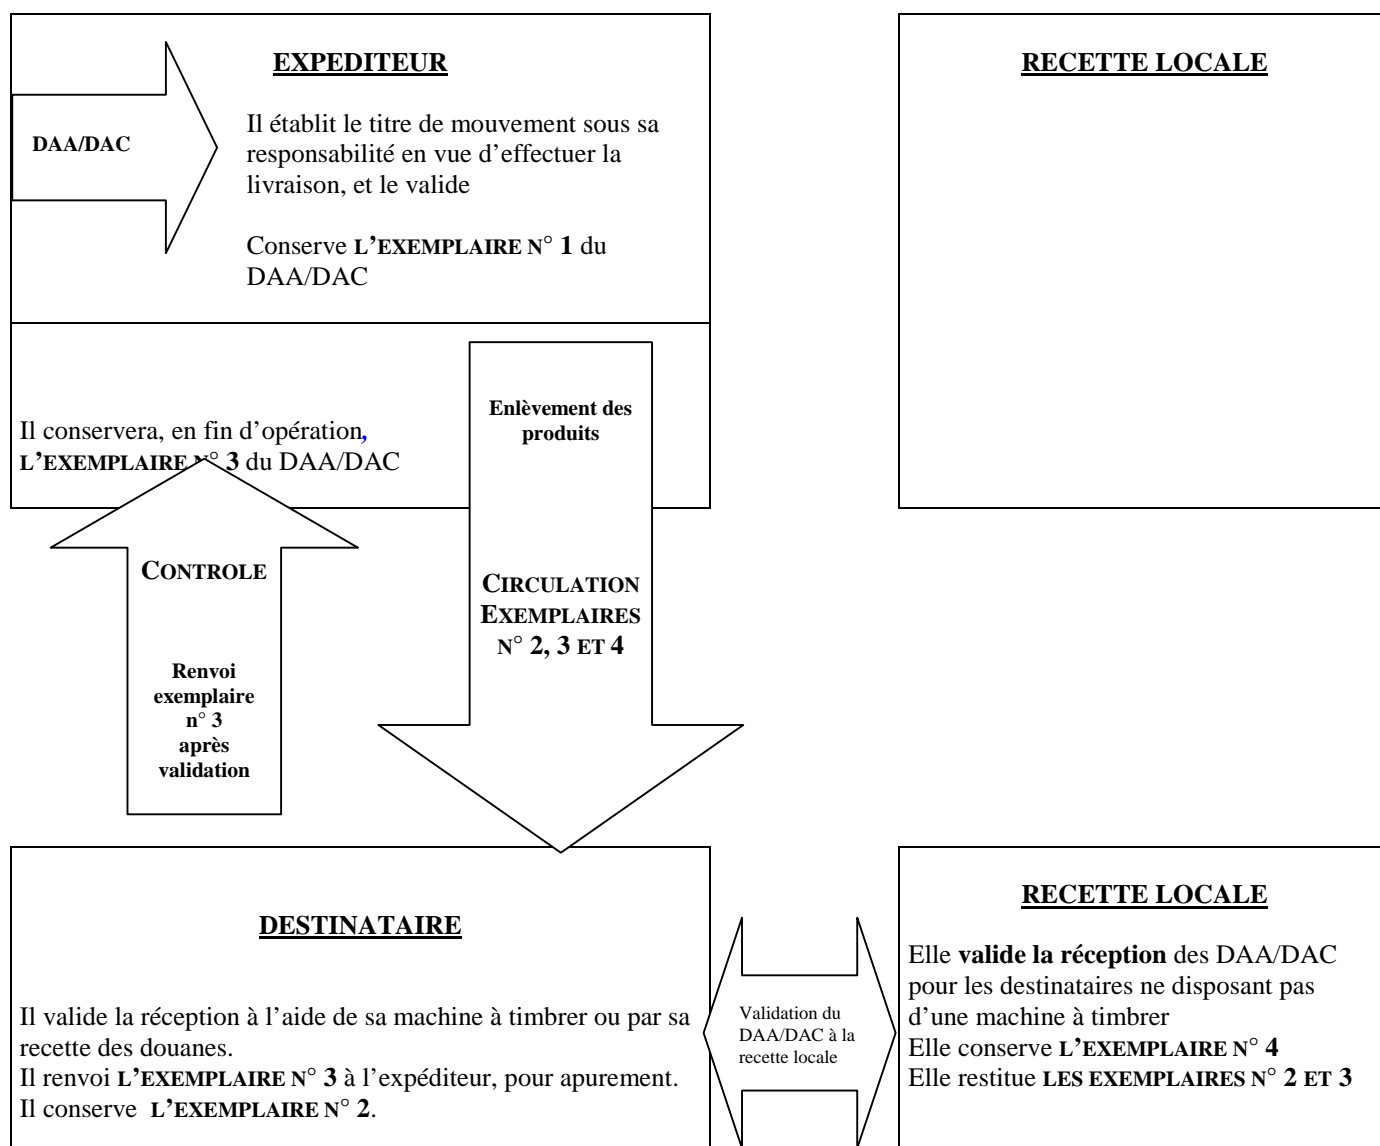 EXPEDITEUR
DAA/DAC
Il établit le titre de mouvement sous sa
responsabilité en vue d’effectuer la
livraison, et le valide
Conserve L’EXEMPLAIRE N° 1 du
DAA/DAC
RECETTE LOCALE
Il conservera, en fin d’opération,
L’EXEMPLAIRE N° 3 du DAA/DAC
Enlèvement des
produits
CONTROLE
Renvoi
exemplaire
n° 3
après
validation
CIRCULATION
EXEMPLAIRES
N° 2, 3 ET 4
DESTINATAIRE
Il valide la réception à l’aide de sa machine à timbrer ou par sa
recette des douanes.
Il renvoi L’EXEMPLAIRE N° 3 à l’expéditeur, pour apurement.
Il conserve L’EXEMPLAIRE N° 2.
Validation du
DAA/DAC à la
recette locale
RECETTE LOCALE
Elle valide la réception des DAA/DAC
pour les destinataires ne disposant pas
d’une machine à timbrer
Elle conserve L’EXEMPLAIRE N° 4
Elle restitue LES EXEMPLAIRES N° 2 ET 3